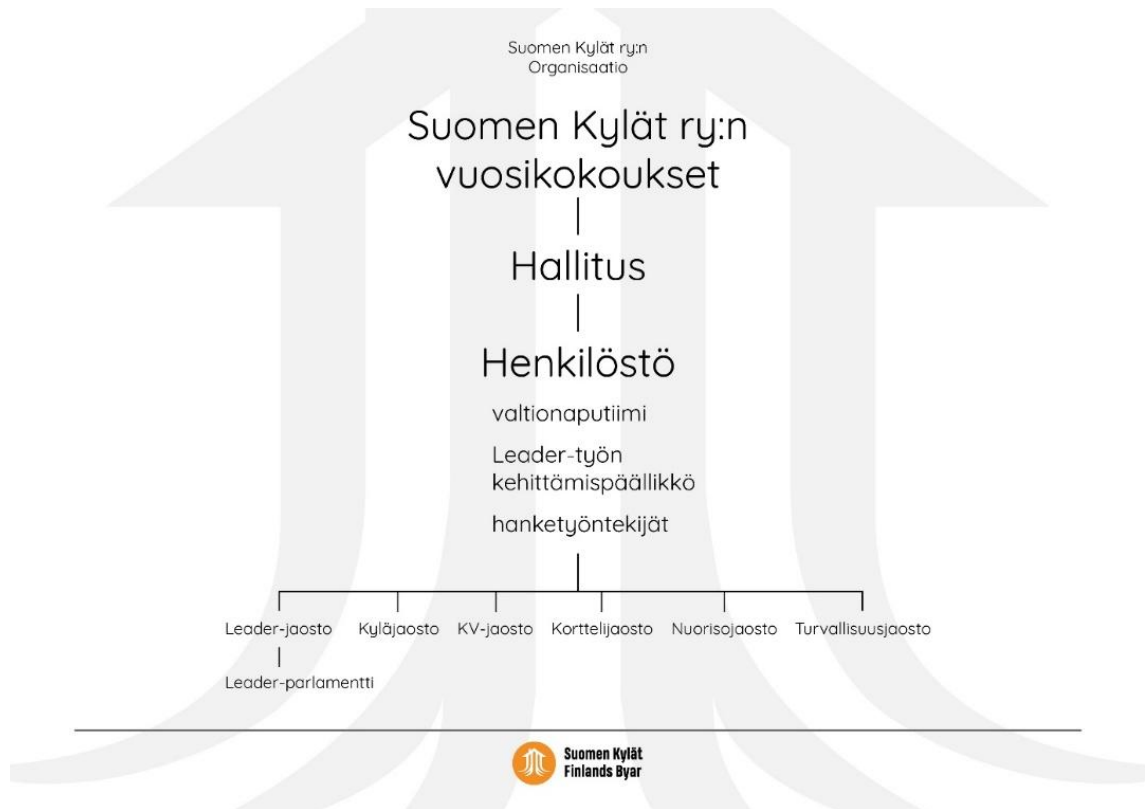 Suomen Kylät ry:n
Organisaatio
Suomen Kylät ry:n
vuosikokoukset
Hallitus
Henkilöstö
valtionaputiimi
Leader-työn
kehittämispäällikkö
hanketyöntekijät
Leader-jaosto Kyläjaosto KV-jaosto Korttelijaosto Nuorisojaosto Turvallisuusjaosto
Leader-parlamentti
Suomen Kylät
Finlands Byar